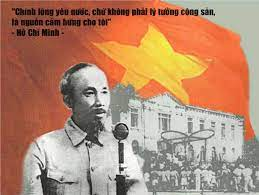 "Chính lòng yêu nước, chứ không phải lý tưởng cộng sản,
là nguồn cảm hứng cho tôi"
- Hồ Chí Minh -